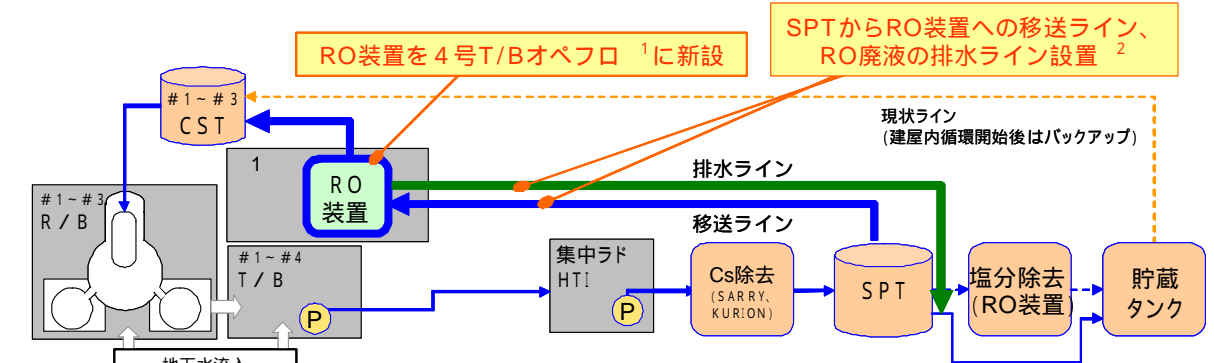 SPTからRO装置への移送ライン、
RO廃液の排水ライン設置 2
RO装置を4号T/Bオペフロ 1に新設
#1~#3
CST
現状ライン
(建屋内循環開始後はバックアップ)
1
RO
装置
排水ライン
移送ライン
#1~#3
R/B
#1~#4
T/B
P
集中ラド
HTI
P
Cs除去
(SARRY、
KURION)
SPT
塩分除去
(RO装置)
貯蔵
タンク
地下水流入